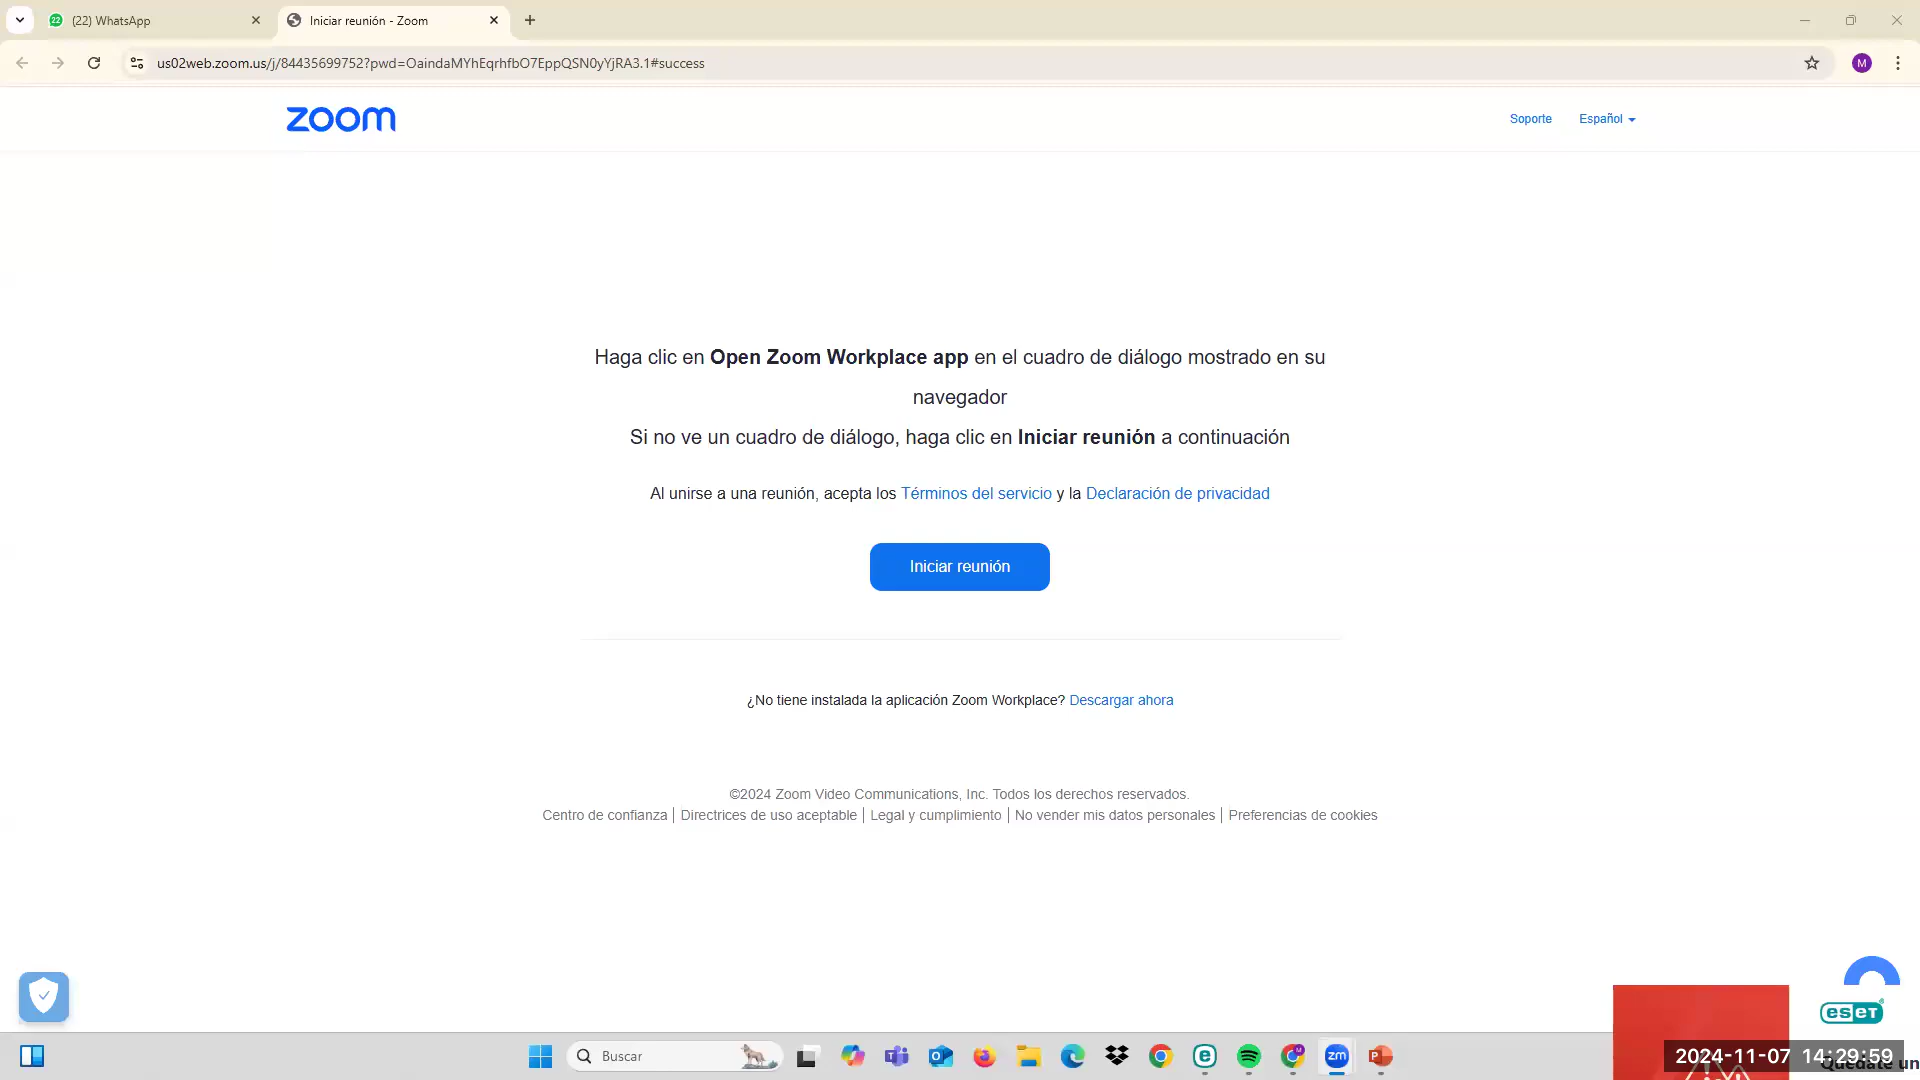 (22) WhatsApp
Iniciar reunión - Zoom
us02web.zoom.us/j/84435699752?pwd=OaindaMYhEqrhfbO7EppQSN0yYjRA3.1#success
M
zoom
Soporte
Español
Haga clic en Open Zoom Workplace app en el cuadro de diálogo mostrado en su
navegador
Si no ve un cuadro de diálogo, haga clic en Iniciar reunión a continuación
Al unirse a una reunión, acepta los Términos del servicio y la Declaración de privacidad
Iniciar reunión
¿No tiene instalada la aplicación Zoom Workplace? Descargar ahora
©2024 Zoom Video Communications, Inc. Todos los derechos reservados.
Centro de confianza | Directrices de uso aceptable | Legal y cumplimiento | No vender mis datos personales | Preferencias de cookies
eseT
Buscar
zm
2024-11-07 14:29:59
Quédate un